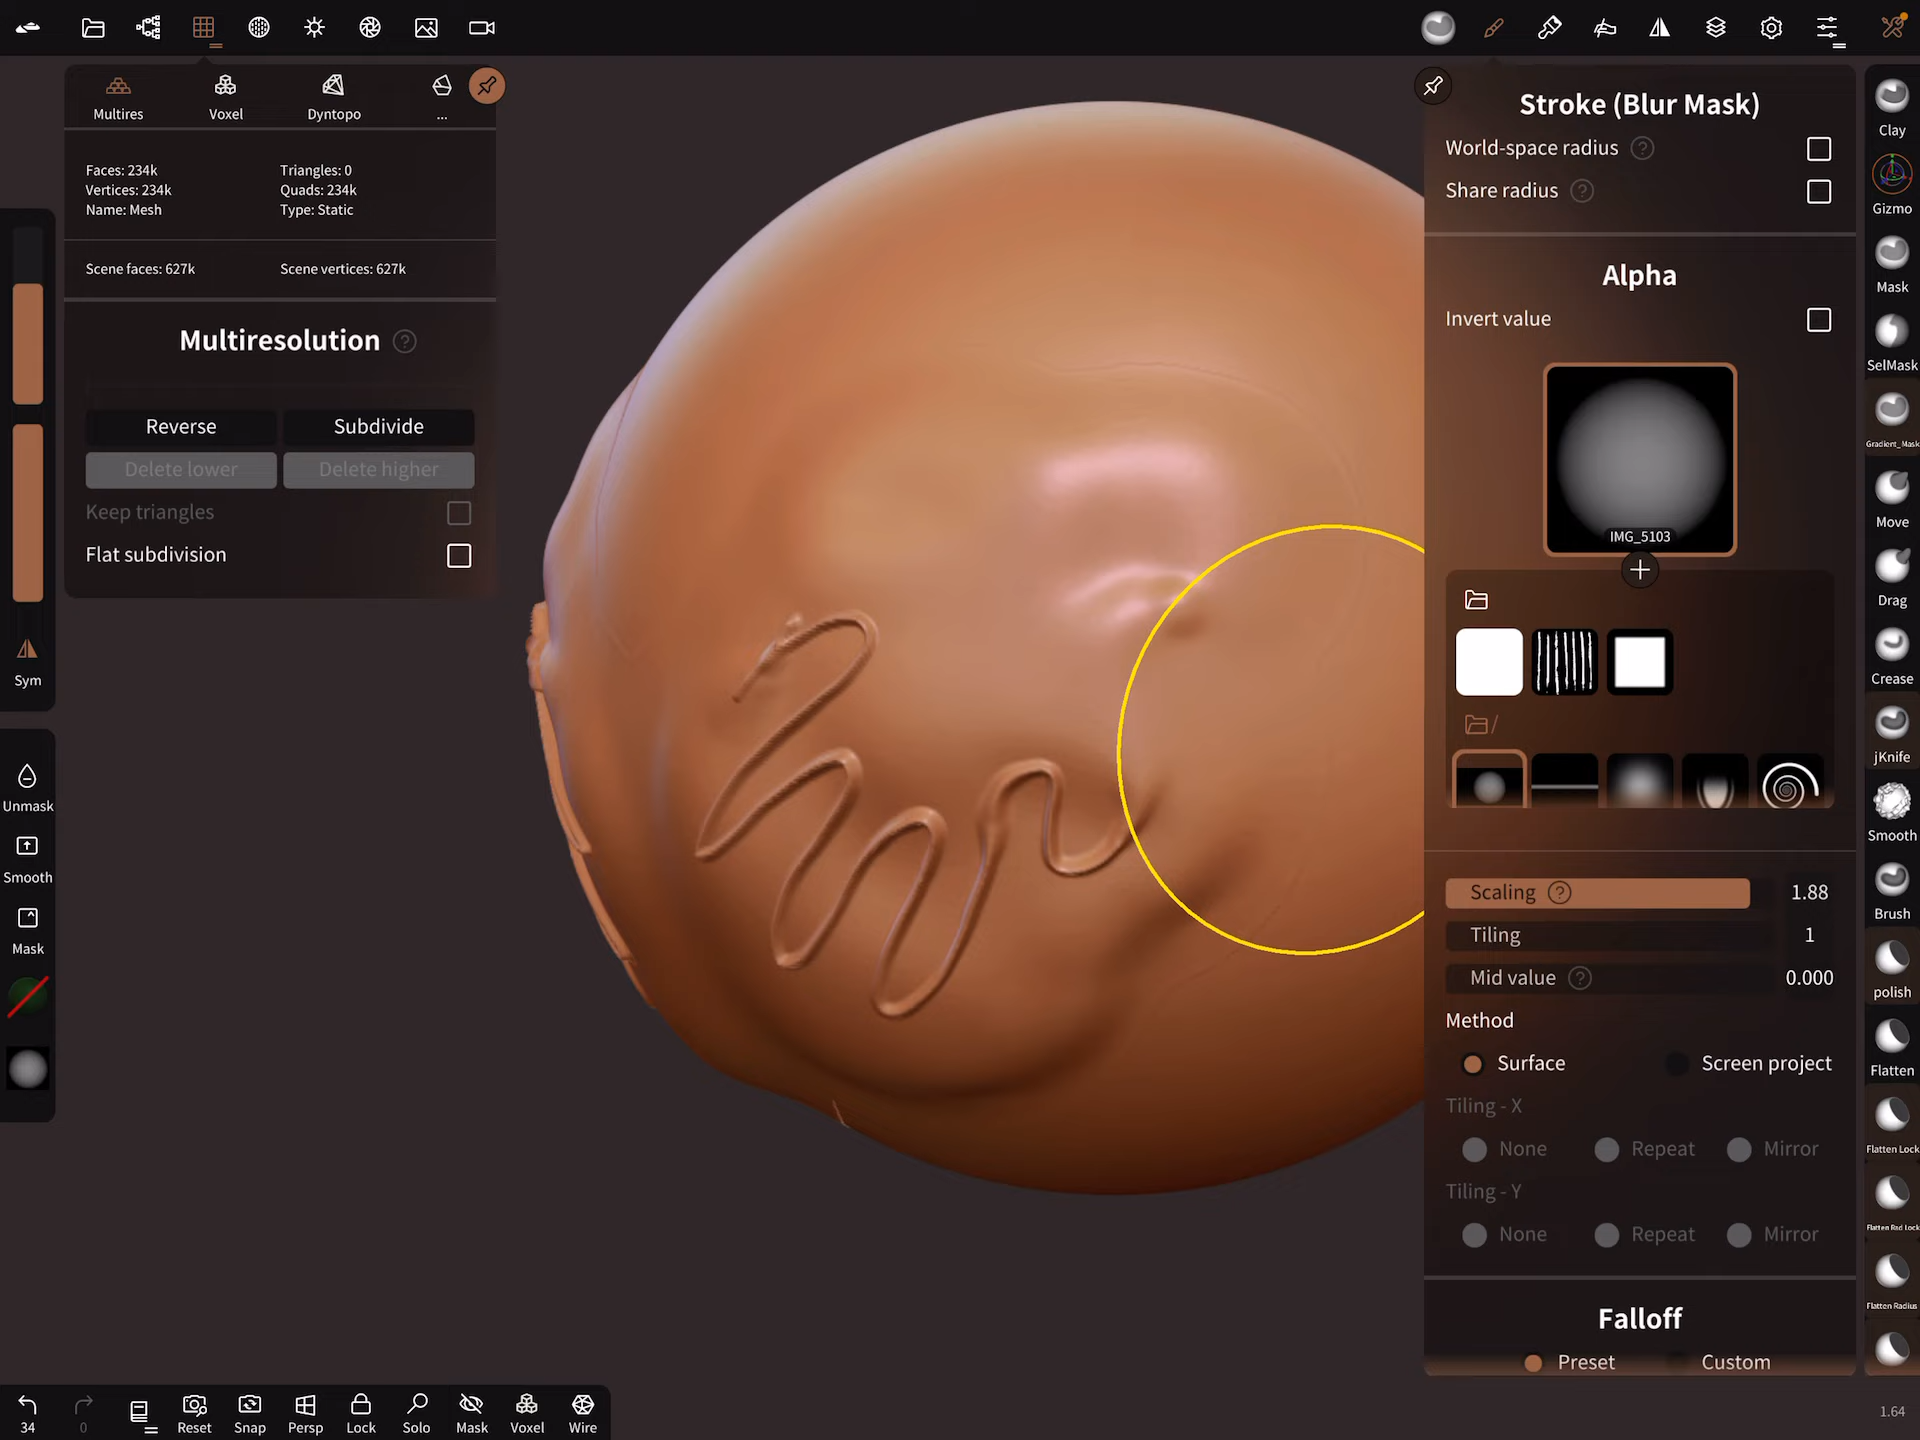 Multires
Voxel
Dyntopo
...
Faces: 234k
Triangles: 0
Vertices: 234k
Quads: 234k
Name: Mesh
Type: Static
Scene faces: 627k
Scene vertices: 627k
Multiresolution ?
Reverse
Subdivide
Delete lower
Delete higher
Keep triangles
Flat subdivision
Sym
Unmask
Smooth
Mask
34
0
Reset
Snap
Persp
Lock
Solo
Mask
Voxel
Wire
Stroke (Blur Mask)
World-space radius ?
Share radius ?
Alpha
Invert value
IMG_5103
/
Scaling ? 1.88
Tiling 1
Mid value ? 0.000
Method
Surface
Screen project
Tiling - X
None
Repeat
Mirror
Tiling - Y
None
Repeat
Mirror
Falloff
Preset
Custom
Clay
Gizmo
Mask
SelMask
Gradient_Mask
Move
Drag
Crease
jKnife
Smooth
Brush
polish
Flatten
Flatten Lock
Flatten Rad Lock
Flatten Radius
1.64